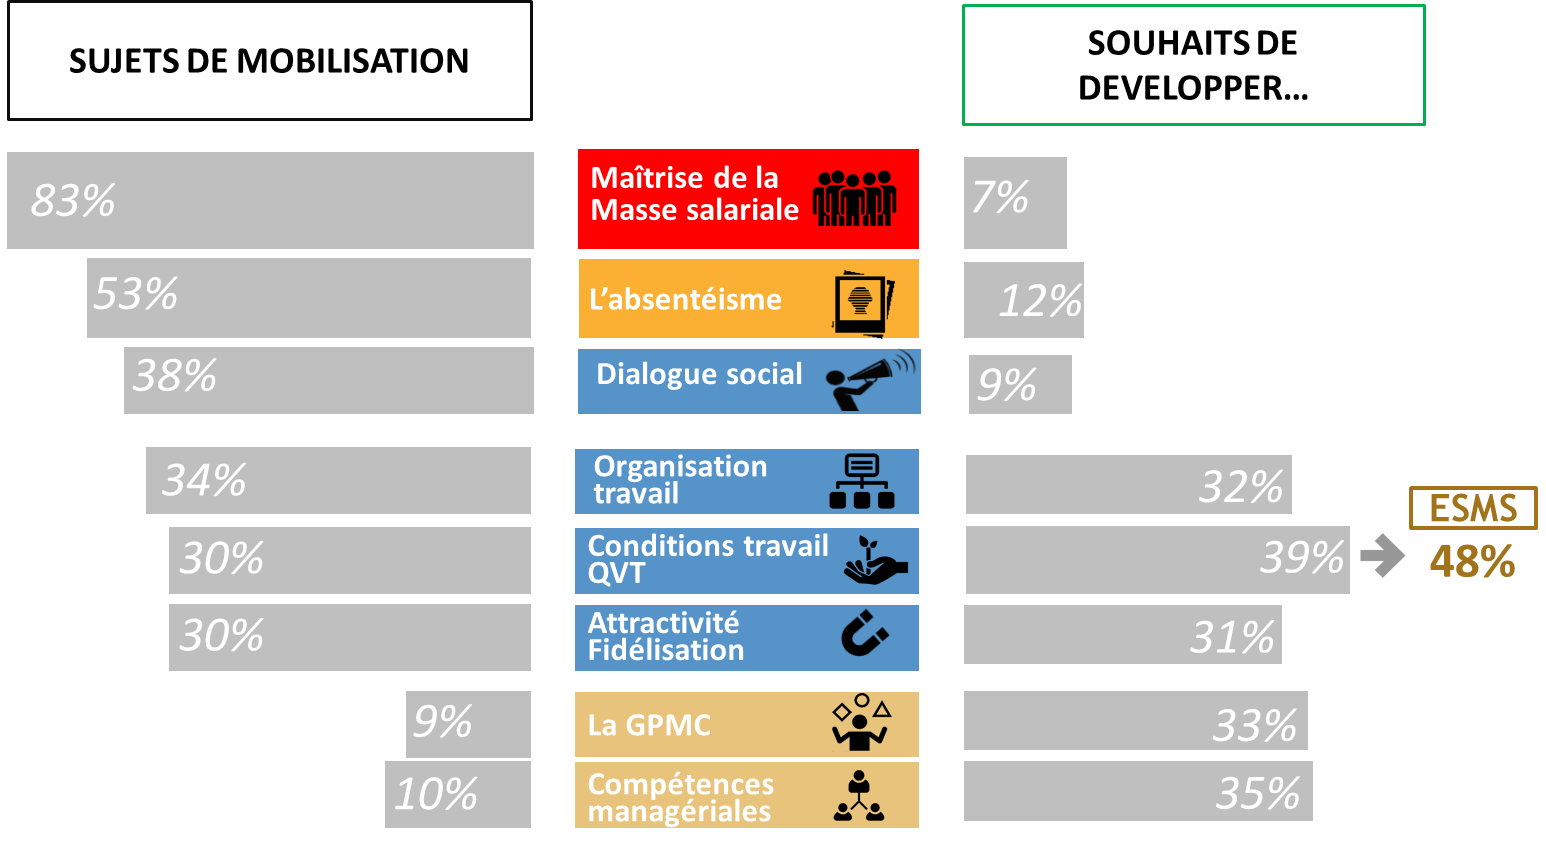 SUJETS DE MOBILISATION
SOUHAITS DE
DEVELOPPER...
83%
Maîtrise de la
Masse salariale
7%
53%
L'absentéisme
12%
38%
Dialogue social
9%
34%
Organisation
travail
32%
30%
Conditions travail
QVT
39%
ESMS
48%
30%
Attractivité
Fidélisation
31%
9%
La GPMC
33%
10%
Compétences
managériales
35%